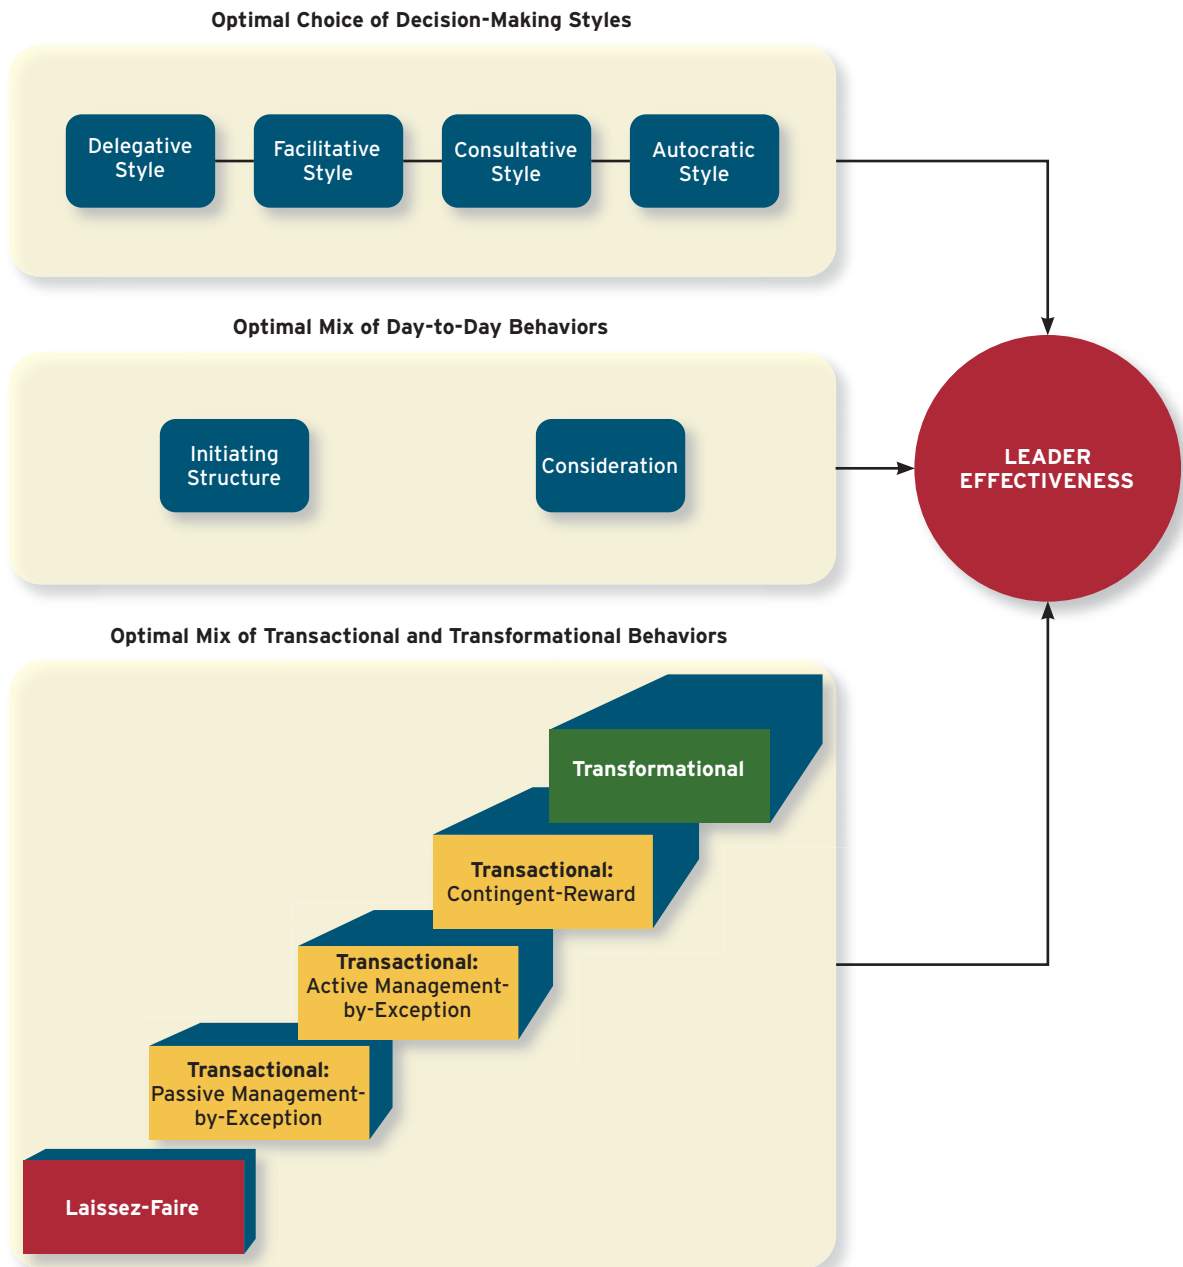 Optimal Choice of Decision-Making Styles
Delegative
Style
Facilitative
Style
Consultative
Style
Autocratic
Style
Optimal Mix of Day-to-Day Behaviors
Initiating
Structure
Consideration
LEADER
EFFECTIVENESS
Optimal Mix of Transactional and Transformational Behaviors
Transformational
Transactional:
Contingent-Reward
Transactional:
Active Management-
by-Exception
Transactional:
Passive Management-
by-Exception
Laissez-Faire